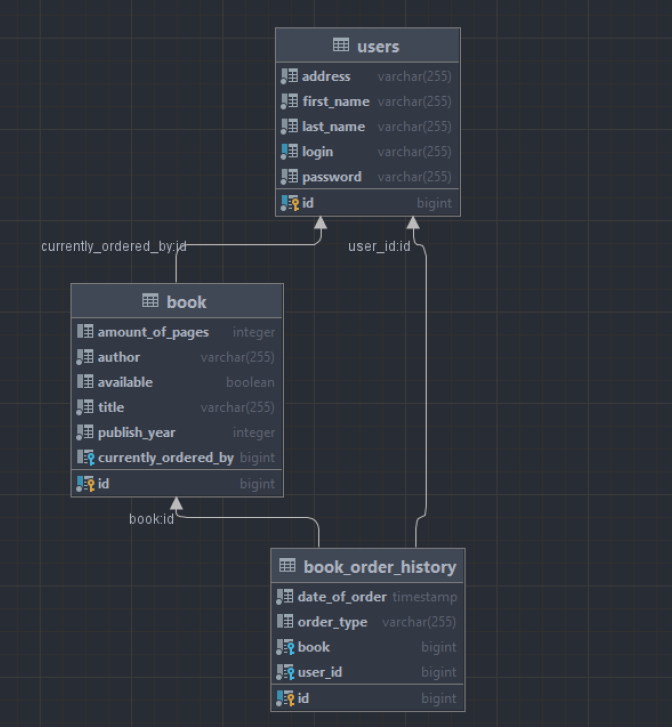 users
address varchar(255)
first_name varchar(255)
last_name varchar(255)
login varchar(255)
password varchar(255)
id bigint
currently_ordered_by:id
user_id:id
book
amount_of_pages integer
author varchar(255)
available boolean
title varchar(255)
publish_year integer
currently_ordered_by bigint
id bigint
book:id
book_order_history
date_of_order timestamp
order_type varchar(255)
book bigint
user_id bigint
id bigint